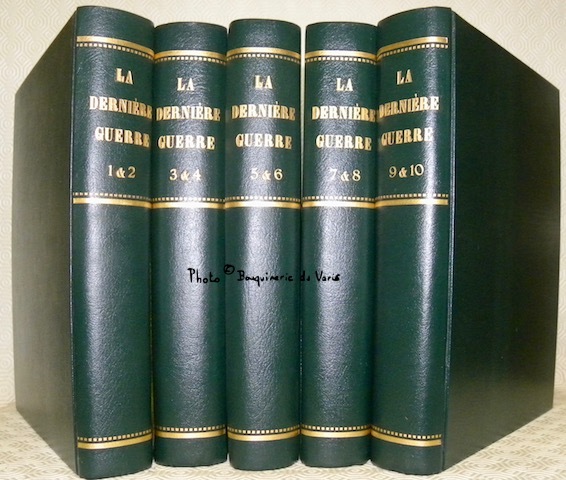 LA
DERNIÈRE
GUERRE
1 & 2
LA
DERNIÈRE
GUERRE
3 & 4
LA
DERNIÈRE
GUERRE
5 & 6
LA
DERNIÈRE
GUERRE
7 & 8
LA
DERNIÈRE
GUERRE
9 & 10
Photo © Bouquinerie du Varis